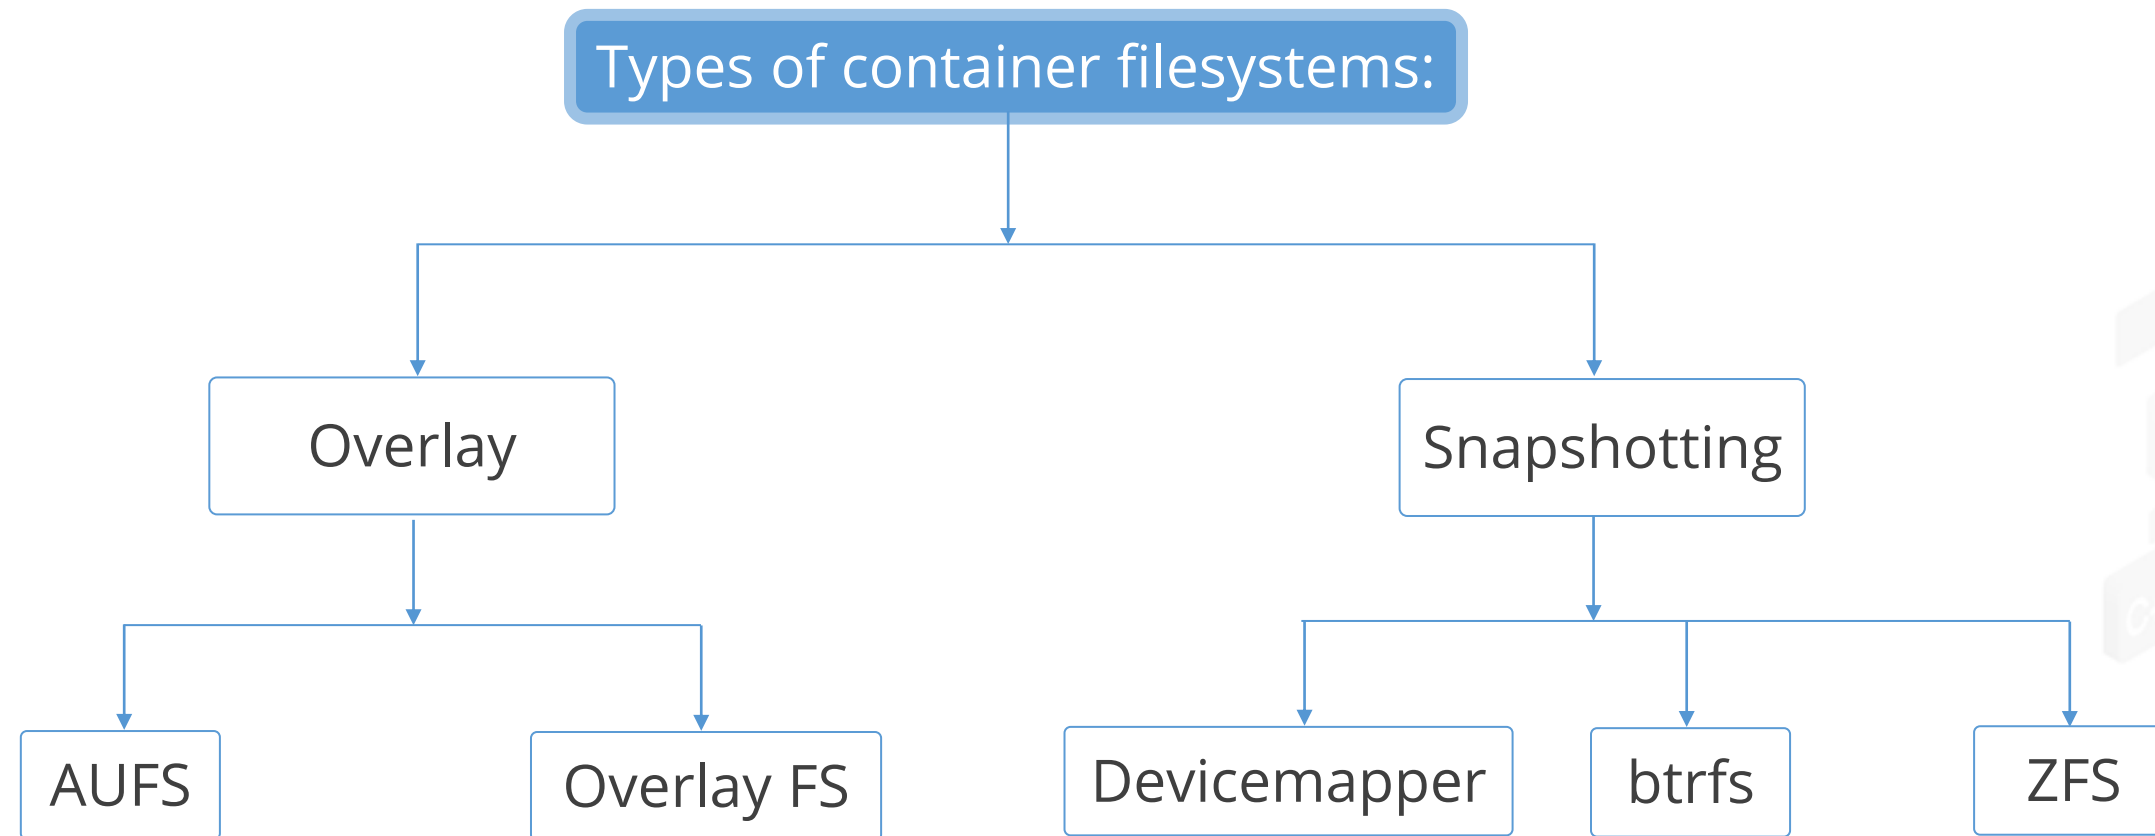 Types of container filesystems:
Overlay
Snapshotting
AUFS
Overlay FS
Devicemapper
btrfs
ZFS